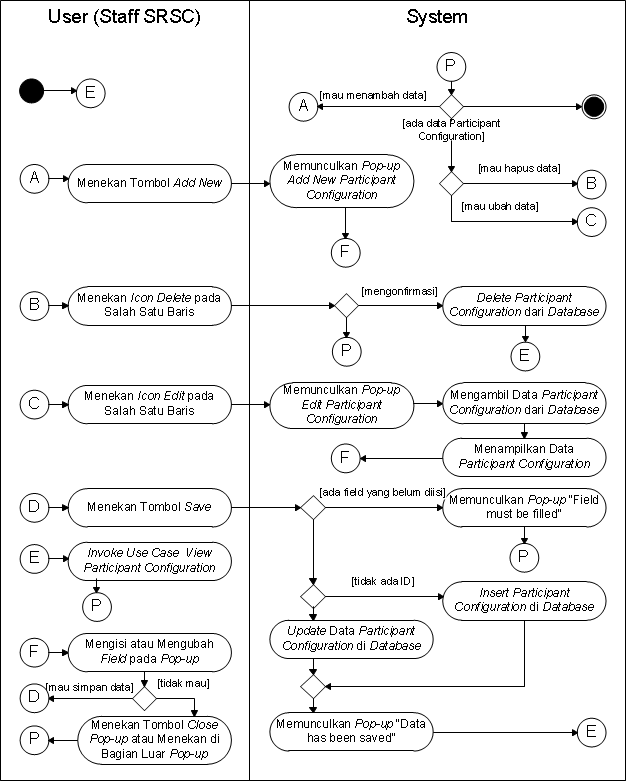 User (Staff SRSC)
System
P
E
A
[mau menambah data]
[ada data Participant
Configuration]
A
Menekan Tombol Add New
Memunculkan Pop-up
Add New Participant
Configuration
[mau hapus data]
B
[mau ubah data]
C
F
B
Menekan Icon Delete pada
Salah Satu Baris
[mengonfirmasi]
Delete Participant
Configuration dari Database
P
E
C
Menekan Icon Edit pada
Salah Satu Baris
Memunculkan Pop-up
Edit Participant
Configuration
Mengambil Data Participant
Configuration dari Database
F
Menampilkan Data
Participant Configuration
D
Menekan Tombol Save
[ada field yang belum diisi]
Memunculkan Pop-up "Field
must be filled"
P
E
Invoke Use Case View
Participant Configuration
P
[tidak ada ID]
Insert Participant
Configuration di Database
Update Data Participant
Configuration di Database
F
Mengisi atau Mengubah
Field pada Pop-up
D
[mau simpan data]
[tidak mau]
P
Menekan Tombol Close
Pop-up atau Menekan di
Bagian Luar Pop-up
Memunculkan Pop-up "Data
has been saved"
E